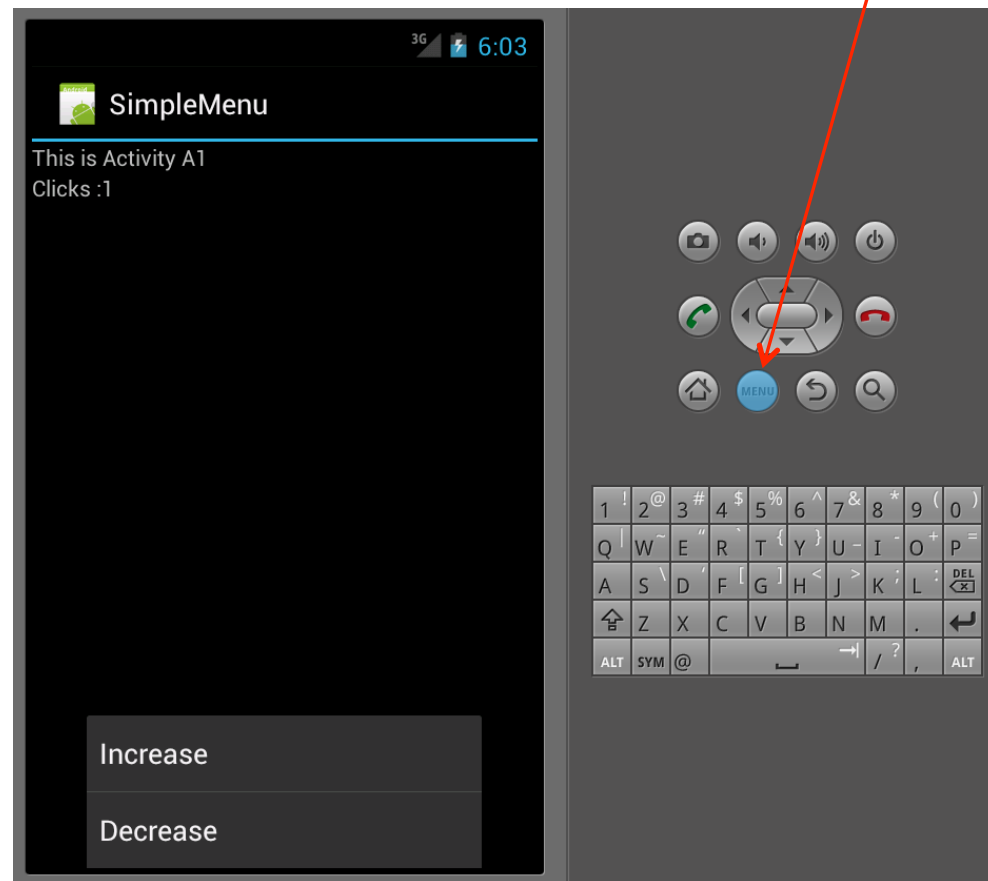 3G 6:03
Android
SimpleMenu
This is Activity A1
Clicks :1
Increase
Decrease
MENU
1 ! 2 @ 3 # 4 $ 5 % 6 ^ 7 & 8 * 9 ( 0 )
Q | W ~ E " R ` T { Y } U - I - O + P =
A S \ D ' F [ G ] H < J > K ; L : DEL
Z X C V B N M .
ALT SYM @ / ? , ALT